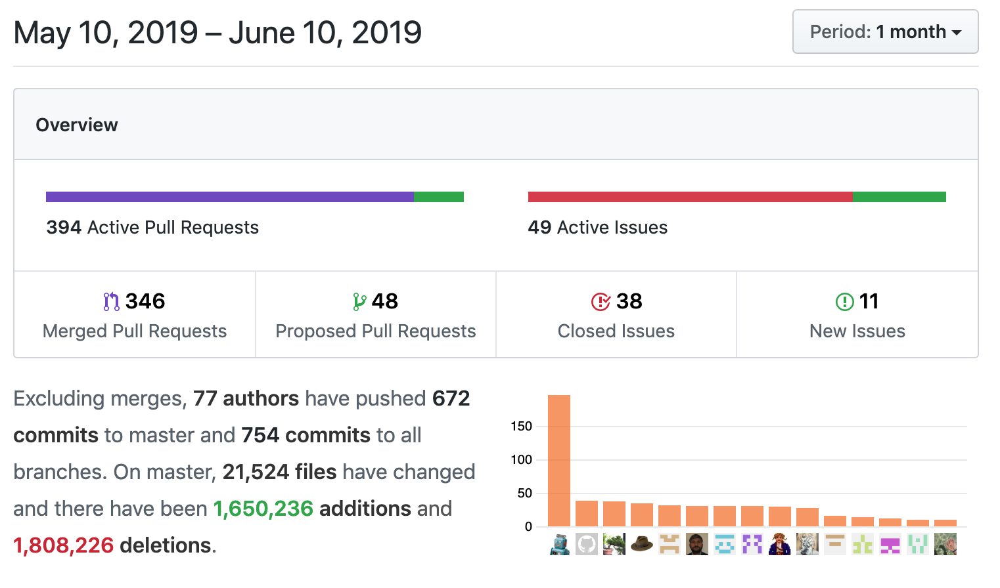 May 10, 2019 – June 10, 2019
Period: 1 month
Overview
394 Active Pull Requests
49 Active Issues
346
Merged Pull Requests
48
Proposed Pull Requests
38
Closed Issues
11
New Issues
Excluding merges, 77 authors have pushed 672
commits to master and 754 commits to all
branches. On master, 21,524 files have changed
and there have been 1,650,236 additions and
1,808,226 deletions.
150
100
50
0